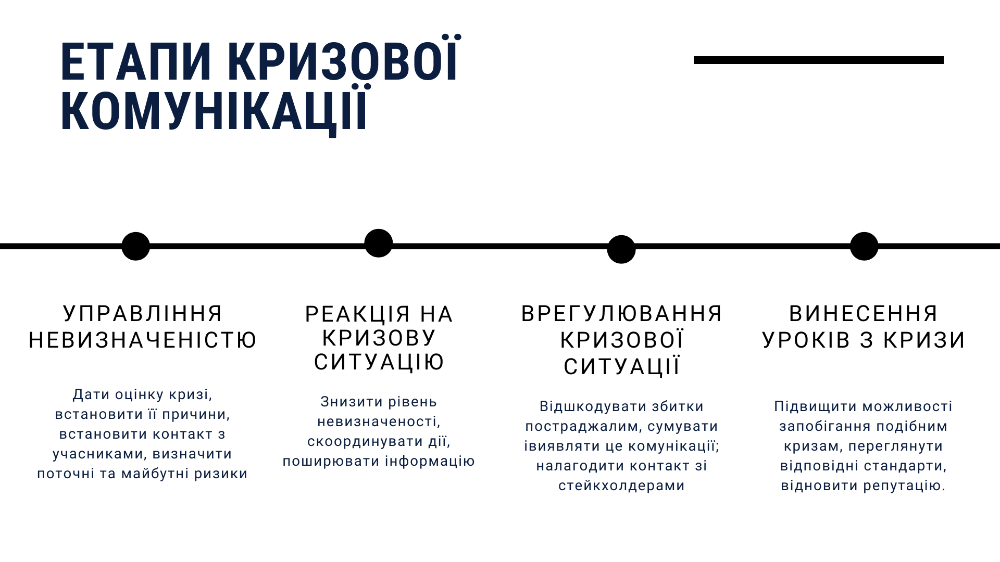 ЕТАПИ КРИЗОВОЇ
КОМУНІКАЦІЇ
УПРАВЛІННЯ
НЕВИЗНАЧЕНІСТЮ
Дати оцінку кризі,
встановити її причини,
встановити контакт з
учасниками, визначити
поточні та майбутні ризики
РЕАКЦІЯ НА
КРИЗОВУ
СИТУАЦІЮ
Знизити рівень
невизначеності,
скоординувати дії,
поширювати інформацію
ВРЕГУЛЮВАННЯ
КРИЗОВОЇ
СИТУАЦІЇ
Відшкодувати збитки
постраджалим, сумувати
івиявляти це комунікації;
налагодити контакт зі
стейкхолдерами
ВИНЕСЕННЯ
УРОКІВ З КРИЗИ
Підвищити можливості
запобігання подібним
кризам, переглянути
відповідні стандарти,
відновити репутацію.